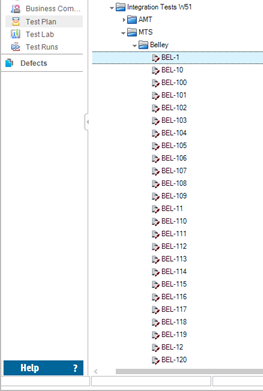 Business Com...
Test Plan
Test Lab
Test Runs
Defects
Help ?
Integration Tests W51
AMT
MTS
Belley
BEL-1
BEL-10
BEL-100
BEL-101
BEL-102
BEL-103
BEL-104
BEL-105
BEL-106
BEL-107
BEL-108
BEL-109
BEL-11
BEL-110
BEL-111
BEL-112
BEL-113
BEL-114
BEL-115
BEL-116
BEL-117
BEL-118
BEL-119
BEL-12
BEL-120